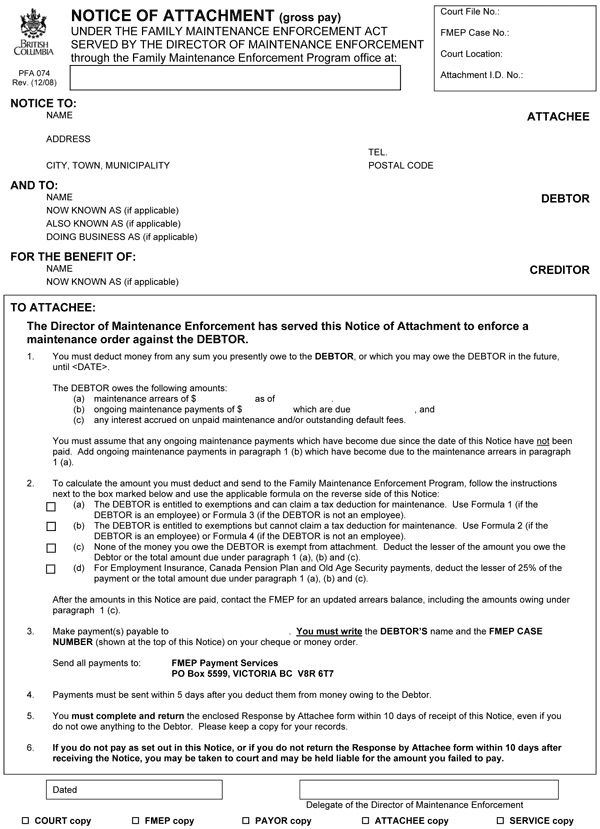 BRITISH
COLUMBIA
PFA 074
Rev. (12/08)
NOTICE OF ATTACHMENT (gross pay)
UNDER THE FAMILY MAINTENANCE ENFORCEMENT ACT
SERVED BY THE DIRECTOR OF MAINTENANCE ENFORCEMENT
through the Family Maintenance Enforcement Program office at:
Court File No.:
FMEP Case No.:
Court Location:
Attachment I.D. No.:
NOTICE TO:
NAME
ATTACHEE
ADDRESS
TEL.
CITY, TOWN, MUNICIPALITY POSTAL CODE
AND TO:
NAME DEBTOR
NOW KNOWN AS (if applicable)
ALSO KNOWN AS (if applicable)
DOING BUSINESS AS (if applicable)
FOR THE BENEFIT OF:
NAME CREDITOR
NOW KNOWN AS (if applicable)
TO ATTACHEE:
The Director of Maintenance Enforcement has served this Notice of Attachment to enforce a
maintenance order against the DEBTOR.
1. You must deduct money from any sum you presently owe to the DEBTOR, or which you may owe the DEBTOR in the future,
until <DATE>.
The DEBTOR owes the following amounts:
(a) maintenance arrears of $ as of .
(b) ongoing maintenance payments of $ which are due , and
(c) any interest accrued on unpaid maintenance and/or outstanding default fees.
You must assume that any ongoing maintenance payments which have become due since the date of this Notice have not been
paid. Add ongoing maintenance payments in paragraph 1 (b) which have become due to the maintenance arrears in paragraph
1 (a).
2. To calculate the amount you must deduct and send to the Family Maintenance Enforcement Program, follow the instructions
next to the box marked below and use the applicable formula on the reverse side of this Notice:
(a) The DEBTOR is entitled to exemptions and can claim a tax deduction for maintenance. Use Formula 1 (if the
DEBTOR is an employee) or Formula 3 (if the DEBTOR is not an employee).
(b) The DEBTOR is entitled to exemptions but cannot claim a tax deduction for maintenance. Use Formula 2 (if the
DEBTOR is an employee) or Formula 4 (if the DEBTOR is not an employee).
(c) None of the money you owe the DEBTOR is exempt from attachment. Deduct the lesser of the amount you owe the
Debtor or the total amount due under paragraph 1 (a), (b) and (c).
(d) For Employment Insurance, Canada Pension Plan and Old Age Security payments, deduct the lesser of 25% of the
payment or the total amount due under paragraph 1 (a), (b) and (c).
After the amounts in this Notice are paid, contact the FMEP for an updated arrears balance, including the amounts owing under
paragraph 1 (c).
3. Make payment(s) payable to . You must write the DEBTOR'S name and the FMEP CASE
NUMBER (shown at the top of this Notice) on your cheque or money order.
Send all payments to: FMEP Payment Services
PO Box 5599, VICTORIA BC V8R 6T7
4. Payments must be sent within 5 days after you deduct them from money owing to the Debtor.
5. You must complete and return the enclosed Response by Attachee form within 10 days of receipt of this Notice, even if you
do not owe anything to the Debtor. Please keep a copy for your records.
6. If you do not pay as set out in this Notice, or if you do not return the Response by Attachee form within 10 days after
receiving the Notice, you may be taken to court and may be held liable for the amount you failed to pay.
Dated
Delegate of the Director of Maintenance Enforcement
COURT copy FMEP copy PAYOR copy ATTACHEE copy SERVICE copy